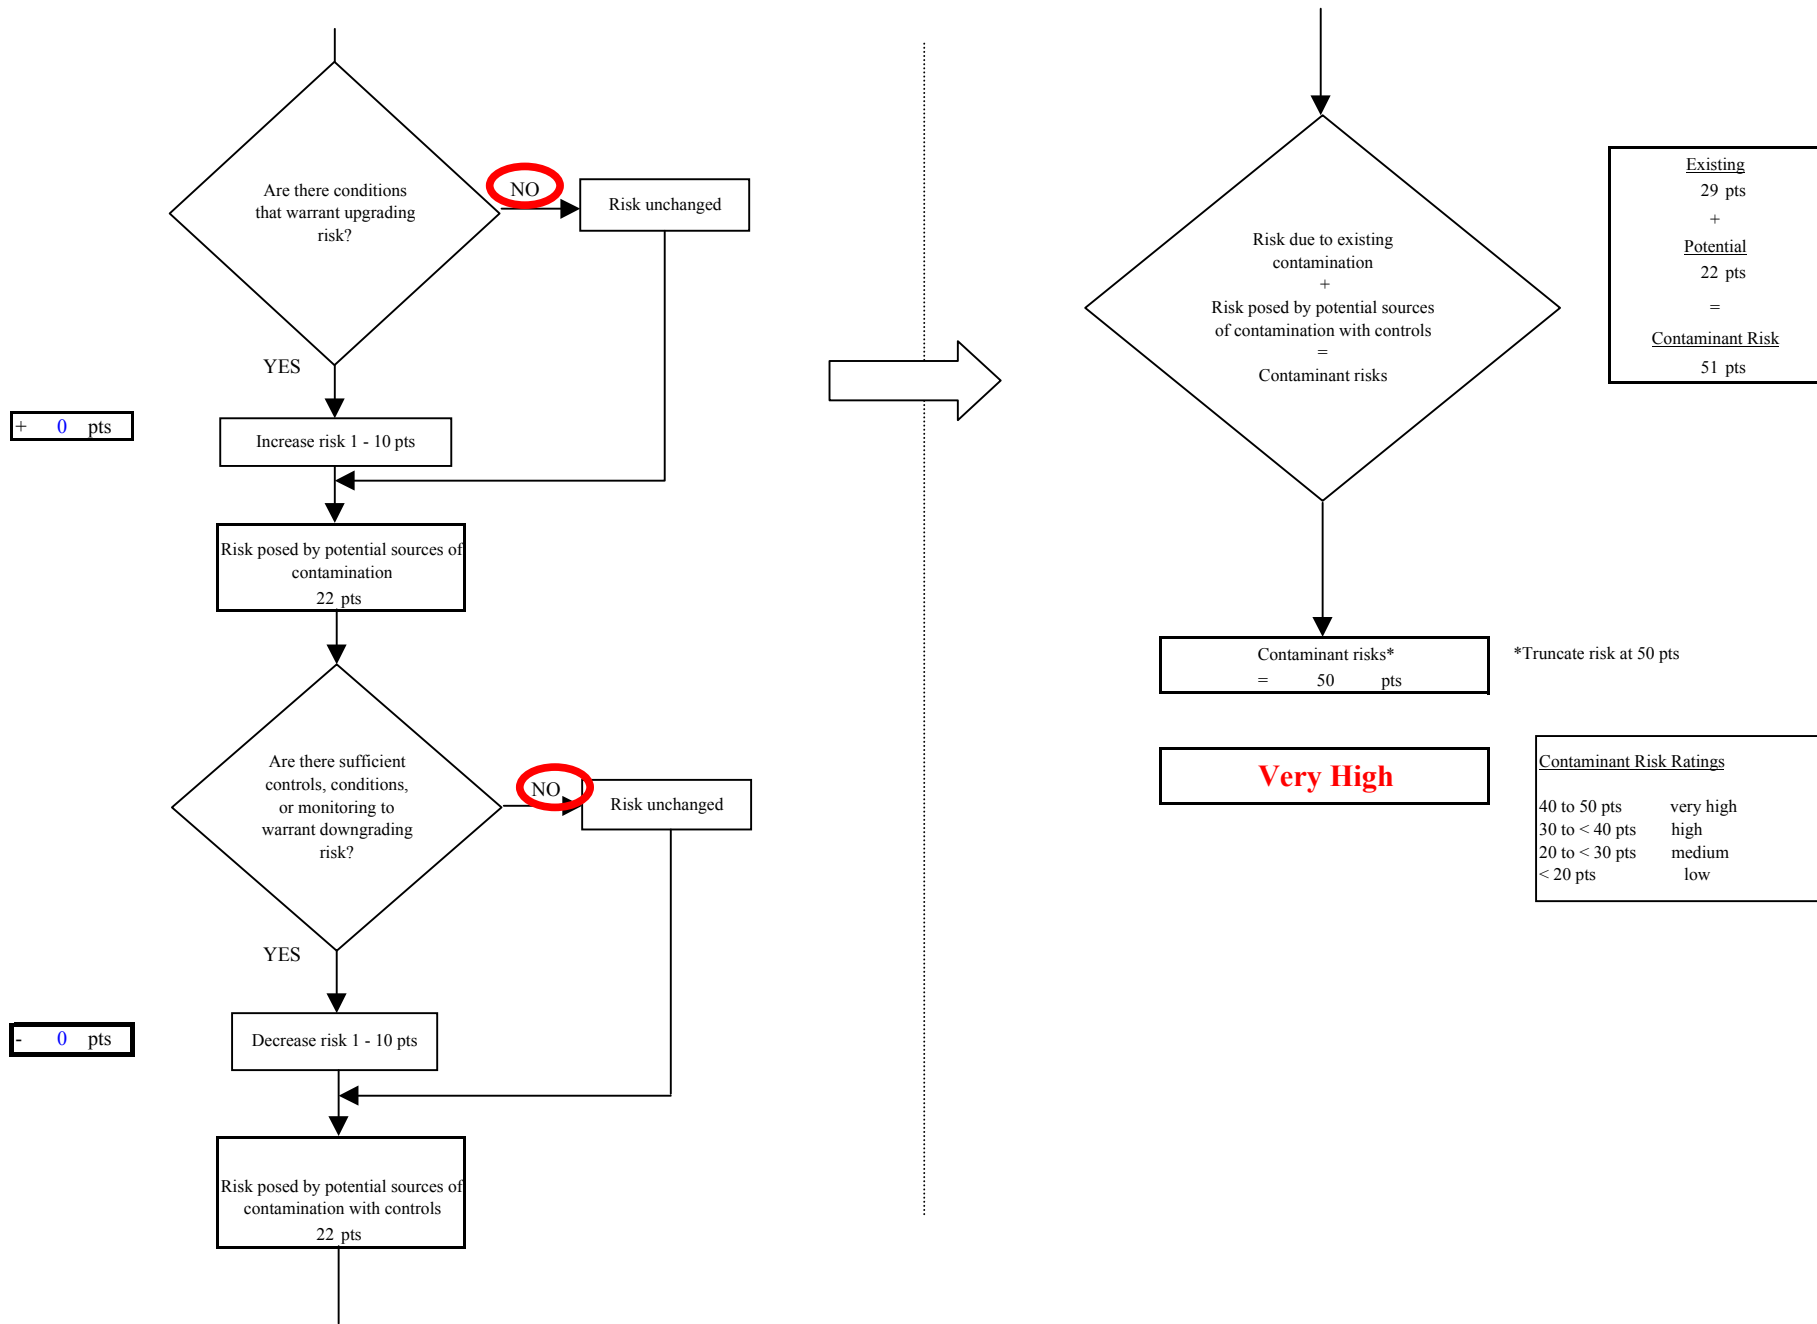 Are there conditions
that warrant upgrading
risk?
NO
Risk unchanged
YES
+ 0 pts
Increase risk 1 - 10 pts
Risk posed by potential sources of
contamination
22 pts
Are there sufficient
controls, conditions,
or monitoring to
warrant downgrading
risk?
NO
Risk unchanged
YES
- 0 pts
Decrease risk 1 - 10 pts
Risk posed by potential sources of
contamination with controls
22 pts
Risk due to existing
contamination
+
Risk posed by potential sources
of contamination with controls
=
Contaminant risks
Existing
29 pts
+
Potential
22 pts
=
Contaminant Risk
51 pts
Contaminant risks*
= 50 pts
*Truncate risk at 50 pts
Very High
Contaminant Risk Ratings
40 to 50 pts very high
30 to < 40 pts high
20 to < 30 pts medium
< 20 pts low